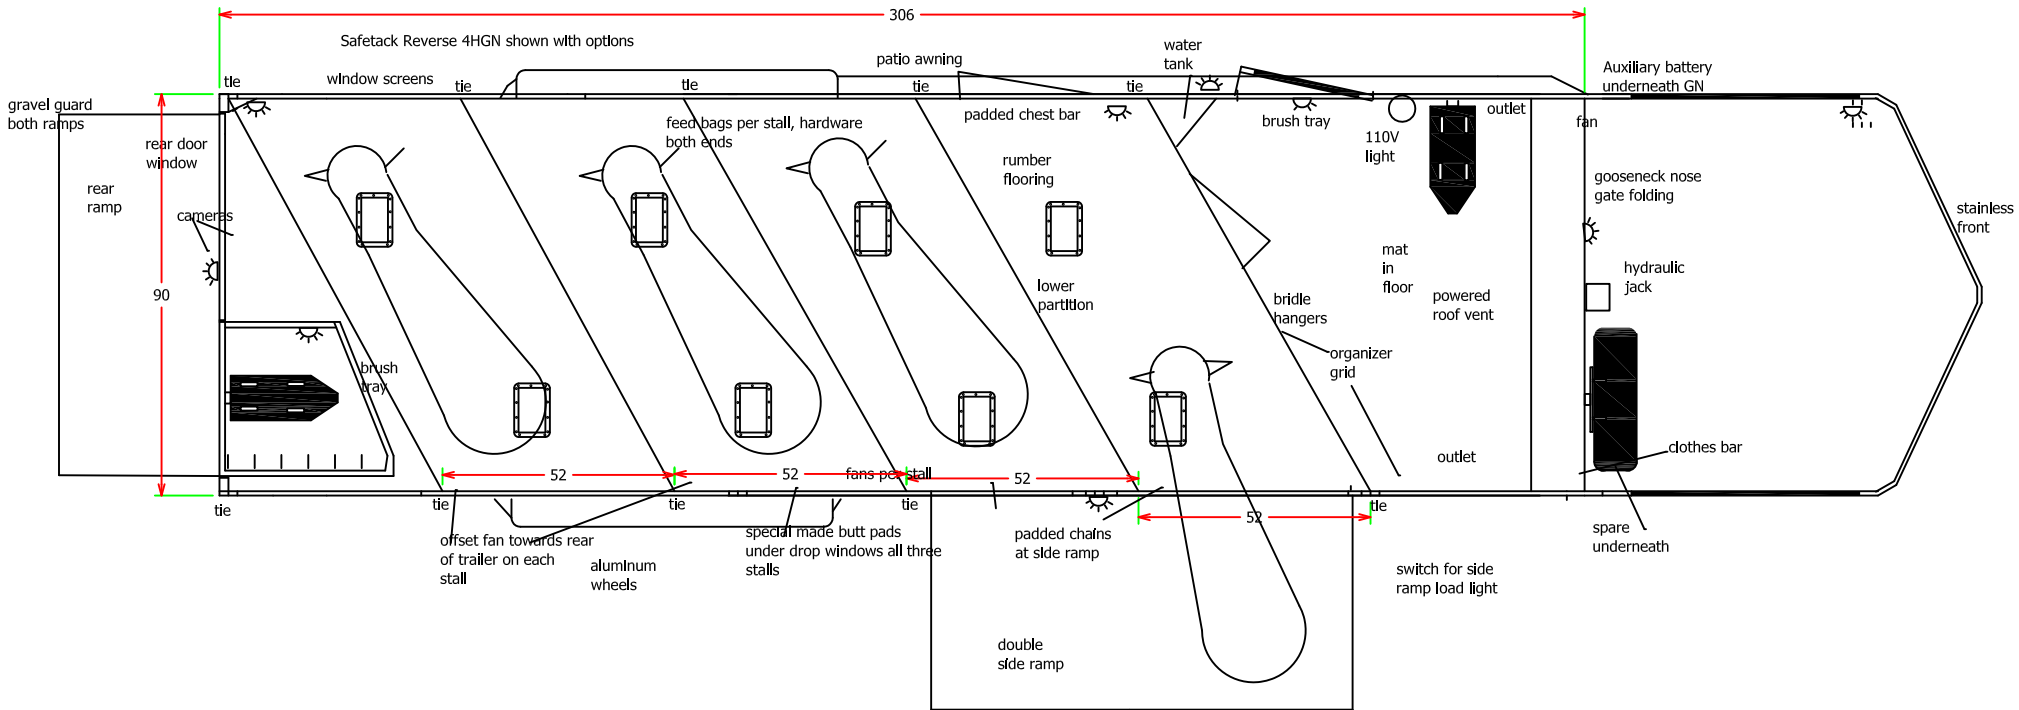 306
Safetack Reverse 4HGN shown with options
water
tank
patio awning
Auxiliary battery
underneath GN
tie
window screens
tie
tie
tie
tie
gravel guard
both ramps
feed bags per stall, hardware
both ends
padded chest bar
brush tray
outlet
fan
110V
light
rear door
window
rumber
flooring
gooseneck nose
gate folding
rear
ramp
cameras
stainless
front
mat
in
floor
hydraulic
jack
90
lower
partition
bridle
hangers
powered
roof vent
organizer
grid
brush
tray
clothes bar
outlet
52
52
fans per stall
52
tie
tie
tie
tie
tie
52
offset fan towards rear
of trailer on each
stall
aluminum
wheels
special made butt pads
under drop windows all three
stalls
padded chains
at side ramp
spare
underneath
switch for side
ramp load light
double
side ramp